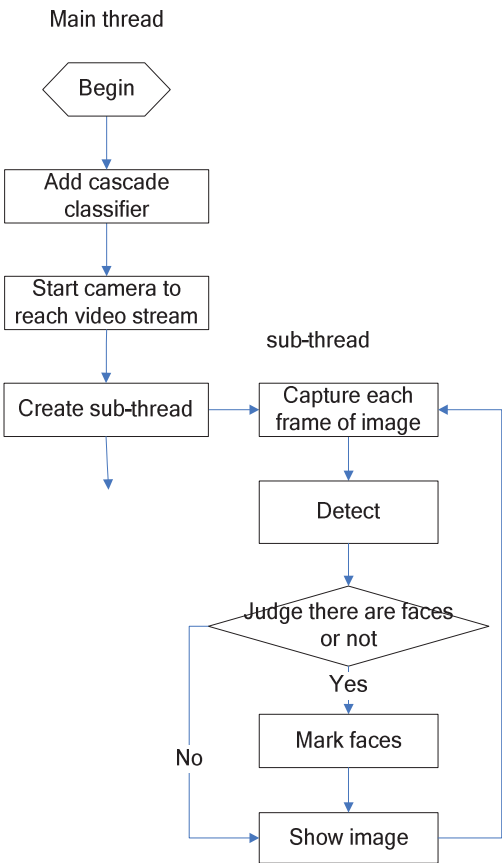 Main thread
Begin
Add cascade
classifier
Start camera to
reach video stream
Create sub-thread
sub-thread
Capture each
frame of image
Detect
Judge there are faces
or not
Yes
Mark faces
No
Show image